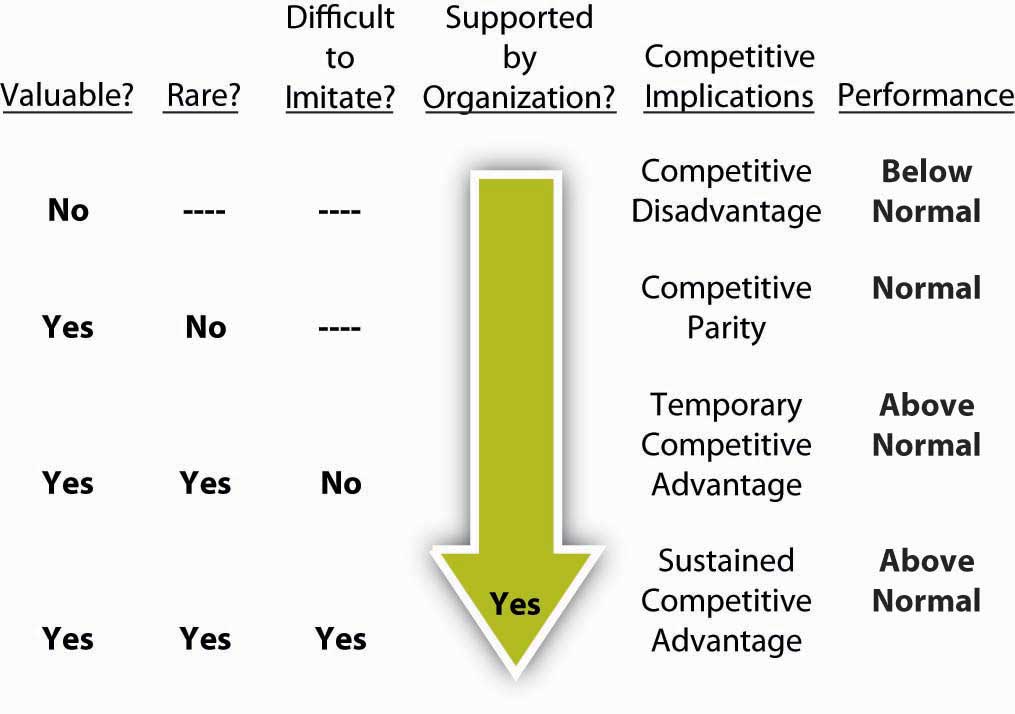 Valuable?
Rare?
Difficult
to
Imitate?
Supported
by
Organization?
Competitive
Implications
Performance
No ---- ----
Competitive
Disadvantage
Below
Normal
Yes No ----
Competitive
Parity
Normal
Yes Yes No
Temporary
Competitive
Advantage
Above
Normal
Yes Yes Yes
Yes
Sustained
Competitive
Advantage
Above
Normal